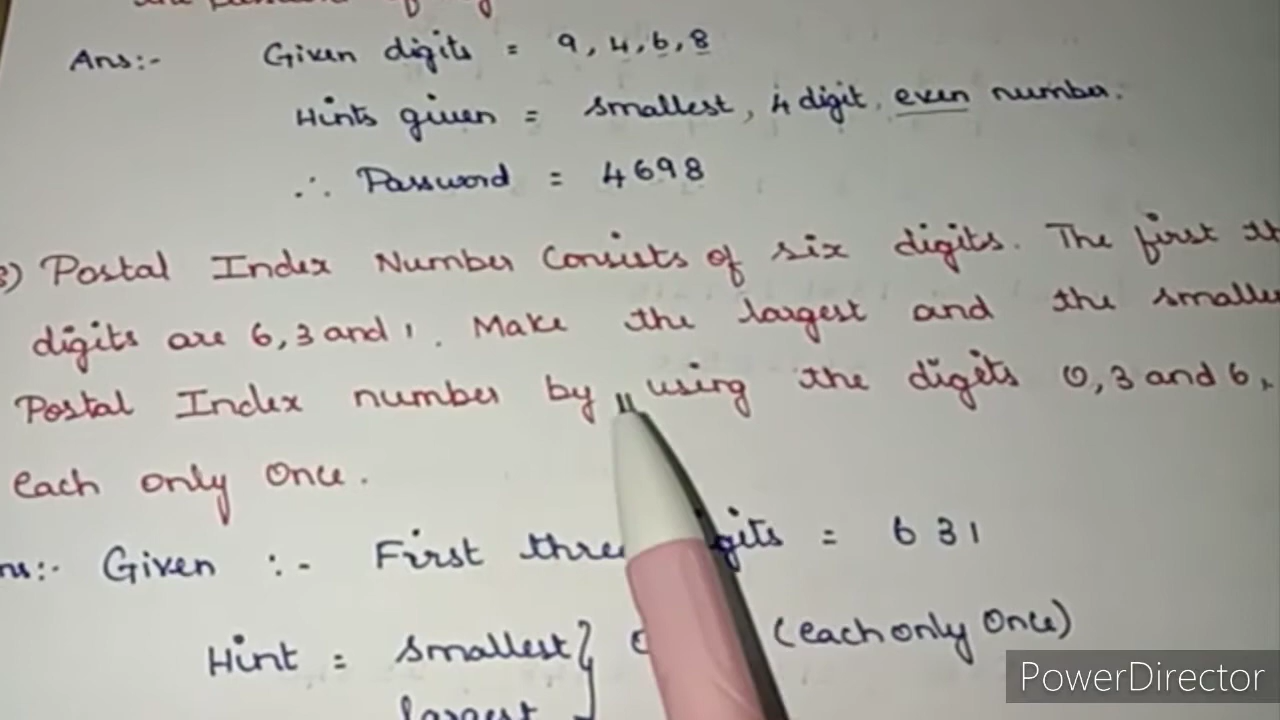 Ans:- Given digits = 9, 4, 6, 8
Hints given = smallest, 4 digit, even number.
∴ Password = 4698
3) Postal Index Number Consists of six digits. The first
digits are 6, 3 and 1. Make the largest and the
Postal Index number by using the digits 0, 3 and 6,
each only once.
Given :- First = 6 3 1
Hint = smallest } (each only once)
largest
PowerDirector